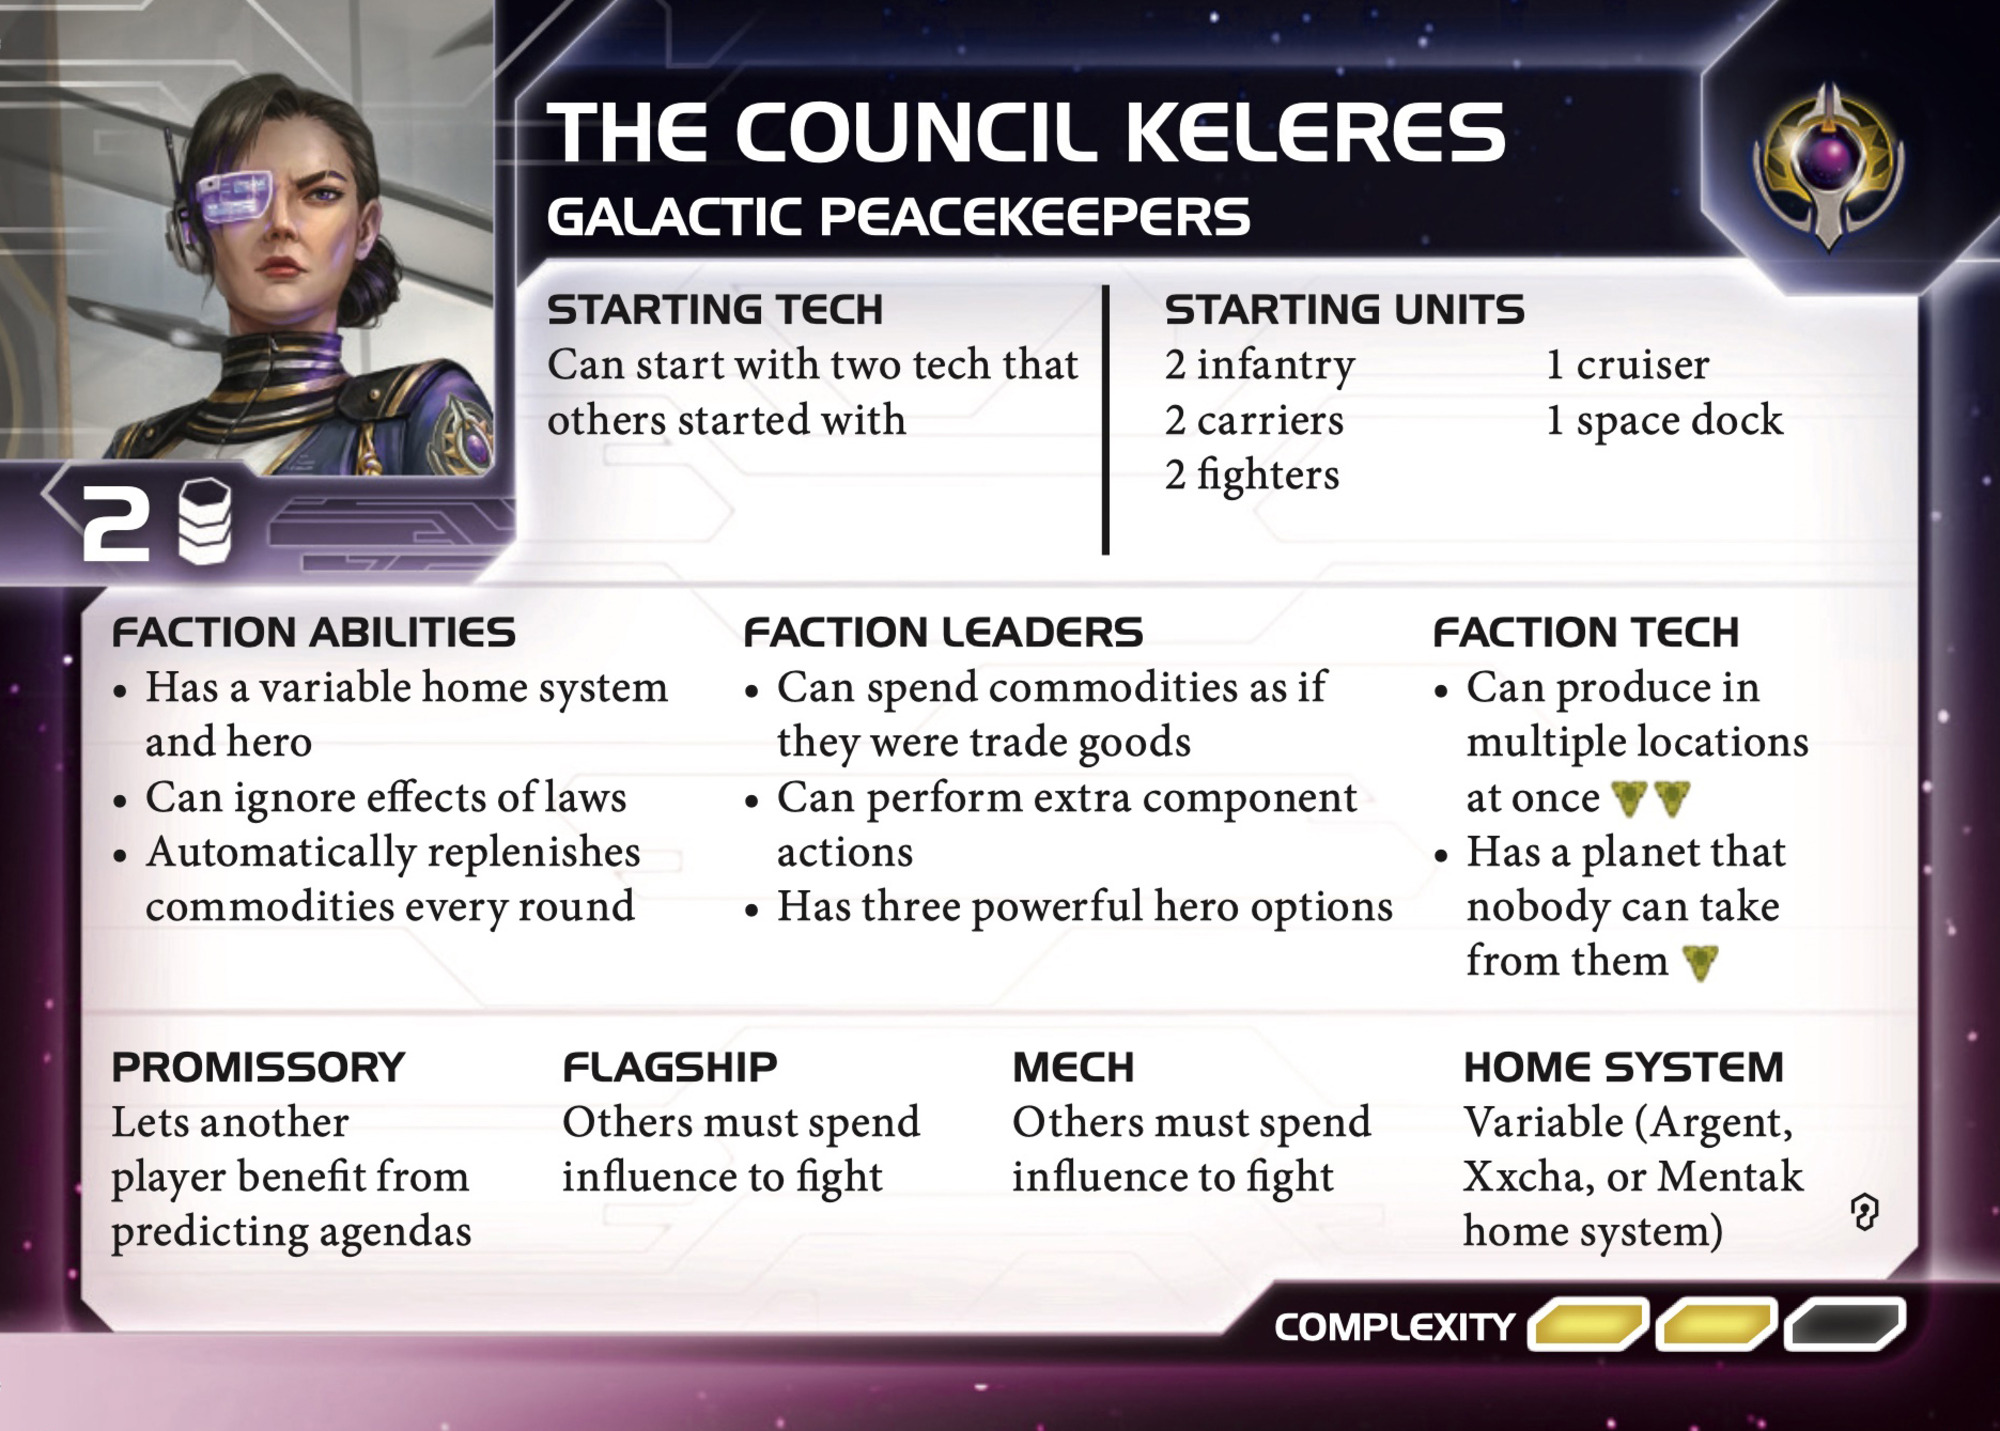 THE COUNCIL KELERES
GALACTIC PEACEKEEPERS
2
STARTING TECH
Can start with two tech that
others started with
STARTING UNITS
2 infantry
2 carriers
2 fighters
1 cruiser
1 space dock
FACTION ABILITIES
• Has a variable home system
and hero
• Can ignore effects of laws
• Automatically replenishes
commodities every round
FACTION LEADERS
• Can spend commodities as if
they were trade goods
• Can perform extra component
actions
• Has three powerful hero options
FACTION TECH
• Can produce in
multiple locations
at once
• Has a planet that
nobody can take
from them
PROMISSORY
Lets another
player benefit from
predicting agendas
FLAGSHIP
Others must spend
influence to fight
MECH
Others must spend
influence to fight
HOME SYSTEM
Variable (Argent,
Xxcha, or Mentak
home system)
COMPLEXITY